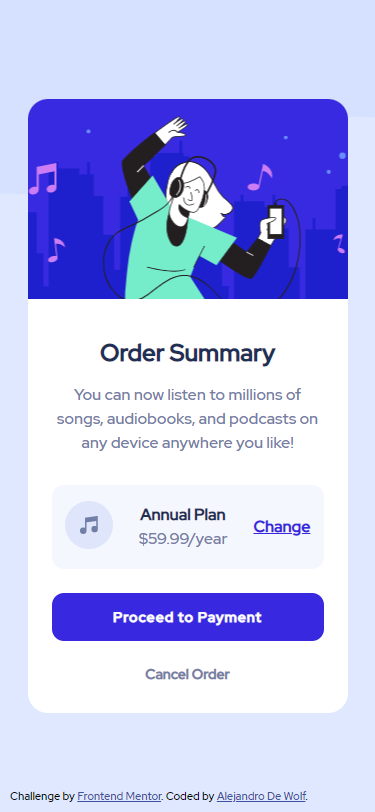 Order Summary
You can now listen to millions of
songs, audiobooks, and podcasts on
any device anywhere you like!
Annual Plan
$59.99/year
Change
Proceed to Payment
Cancel Order
Challenge by Frontend Mentor. Coded by Alejandro De Wolf.